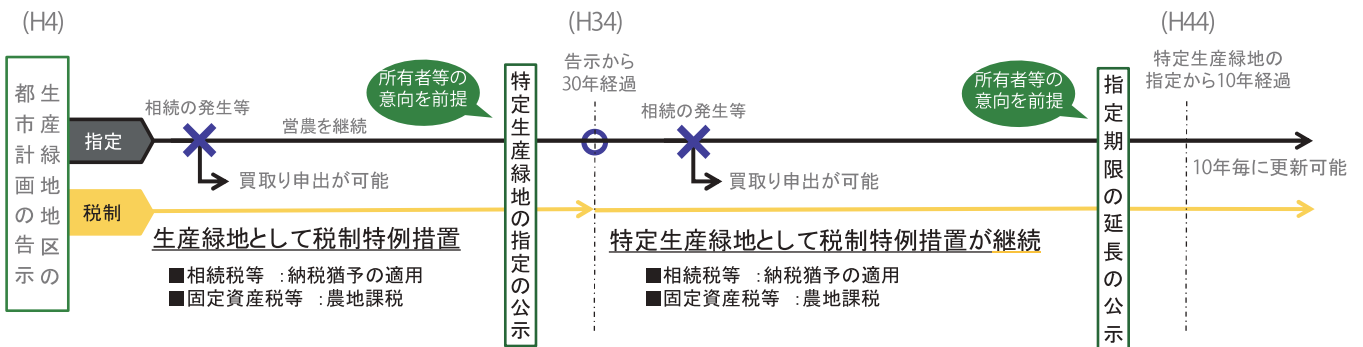 (H4)
(H34)
(H44)
生産緑地地区の
都市計画の告示
指定
税制
相続の発生等
営農を継続
買取り申出が可能
所有者等の
意向を前提
特定生産緑地の指定の公示
告示から
30年経過
相続の発生等
買取り申出が可能
所有者等の
意向を前提
指定期限の延長の公示
特定生産緑地の
指定から10年経過
10年毎に更新可能
生産緑地として税制特例措置
■相続税等 :納税猶予の適用
■固定資産税等 :農地課税
特定生産緑地として税制特例措置が継続
■相続税等 :納税猶予の適用
■固定資産税等 :農地課税